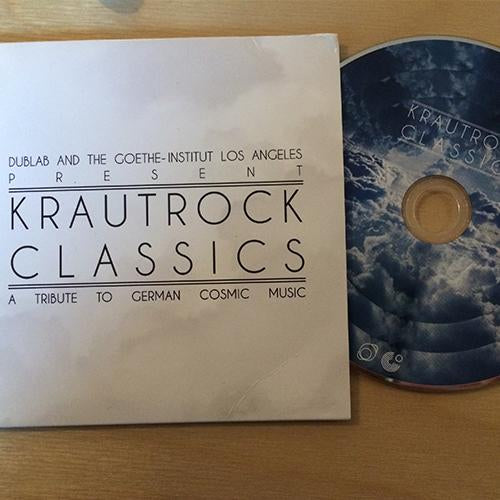 DUBLAB AND THE GOETHE-INSTITUT LOS ANGELES
PRESENT
KRAUTROCK
CLASSICS
A TRIBUTE TO GERMAN COSMIC MUSIC
KRAUTROCK
CLASSICS